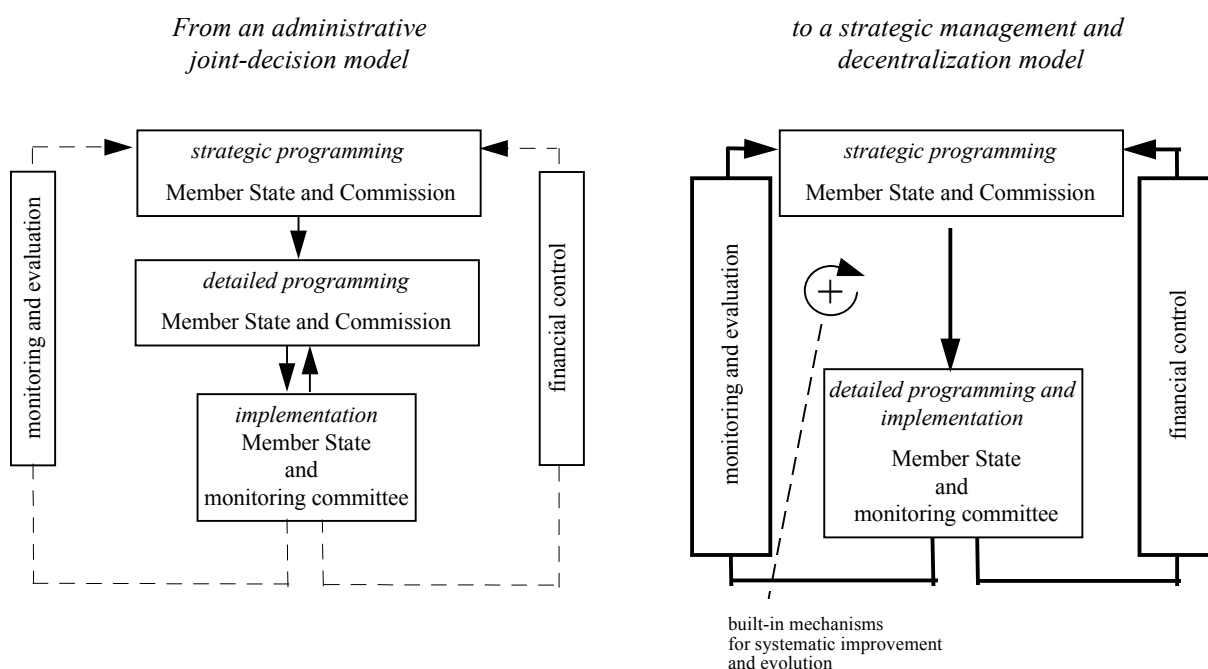 From an administrative
joint-decision model
strategic programming
Member State and Commission
detailed programming
Member State and Commission
implementation
Member State
and
monitoring committee
monitoring and evaluation
financial control
to a strategic management and
decentralization model
strategic programming
Member State and Commission
detailed programming and
implementation
Member State
and
monitoring committee
monitoring and evaluation
financial control
+
built-in mechanisms
for systematic improvement
and evolution